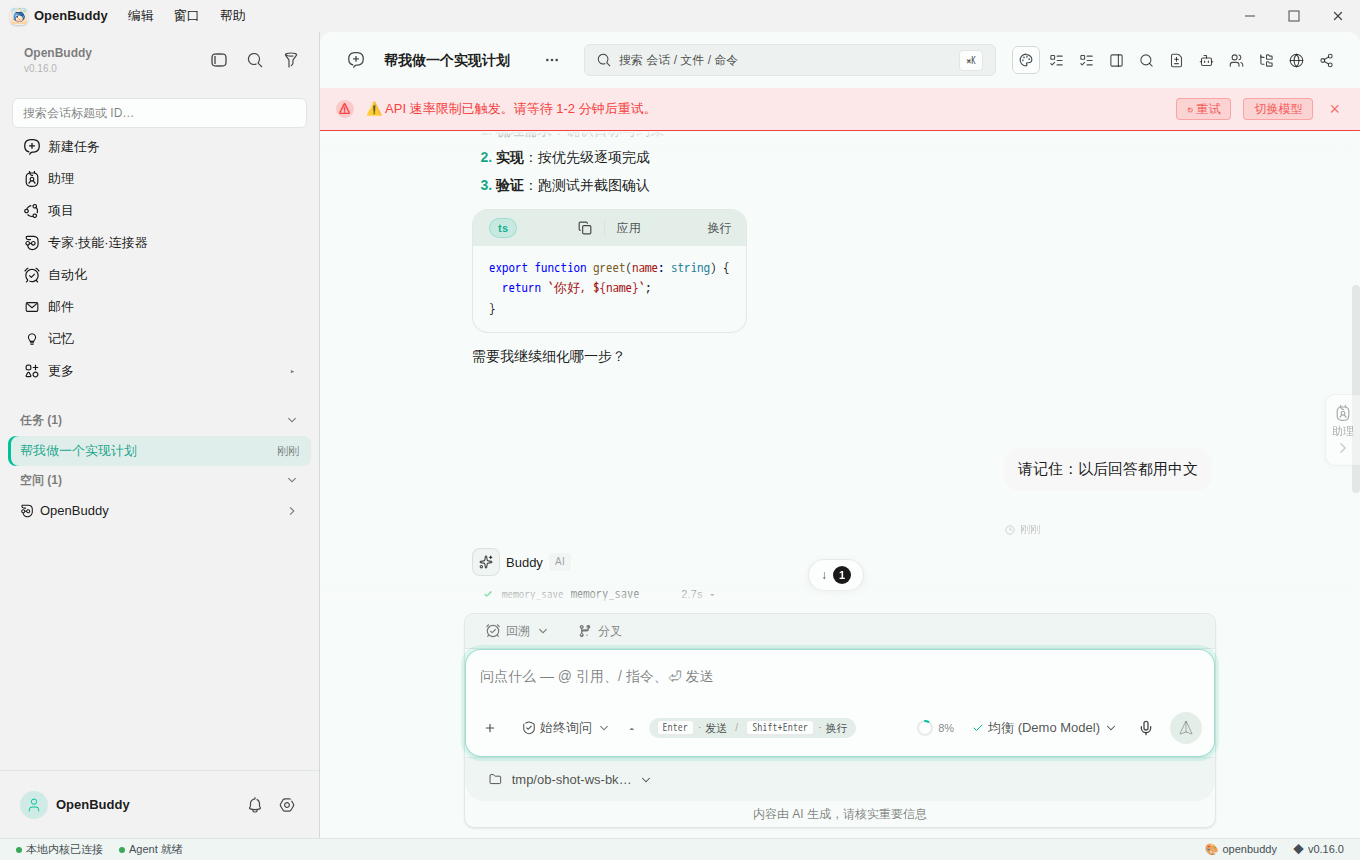 OpenBuddy 编辑 窗口 帮助
OpenBuddy
v0.16.0
搜索会话标题或 ID…
新建任务
助理
项目
专家·技能·连接器
自动化
邮件
记忆
更多
任务 (1)
帮我做一个实现计划 刚刚
空间 (1)
OpenBuddy
OpenBuddy
帮我做一个实现计划 ··· 搜索 会话 / 文件 / 命令 ⌘K
⚠️ API 速率限制已触发。请等待 1-2 分钟后重试。 重试 切换模型 ×
2. 实现：按优先级逐项完成
3. 验证：跑测试并截图确认
ts 应用 换行
export function greet(name: string) {
return `你好, ${name}`;
}
需要我继续细化哪一步？
助理
请记住：以后回答都用中文
刚刚
Buddy AI
↓ 1
memory_save memory_save 2.7s
回溯 分叉
问点什么 — @ 引用、/ 指令、⏎ 发送
始终询问 Enter · 发送 / Shift+Enter · 换行 8% 均衡 (Demo Model)
tmp/ob-shot-ws-bk…
内容由 AI 生成，请核实重要信息
本地内核已连接 Agent 就绪 🎨 openbuddy ◆ v0.16.0